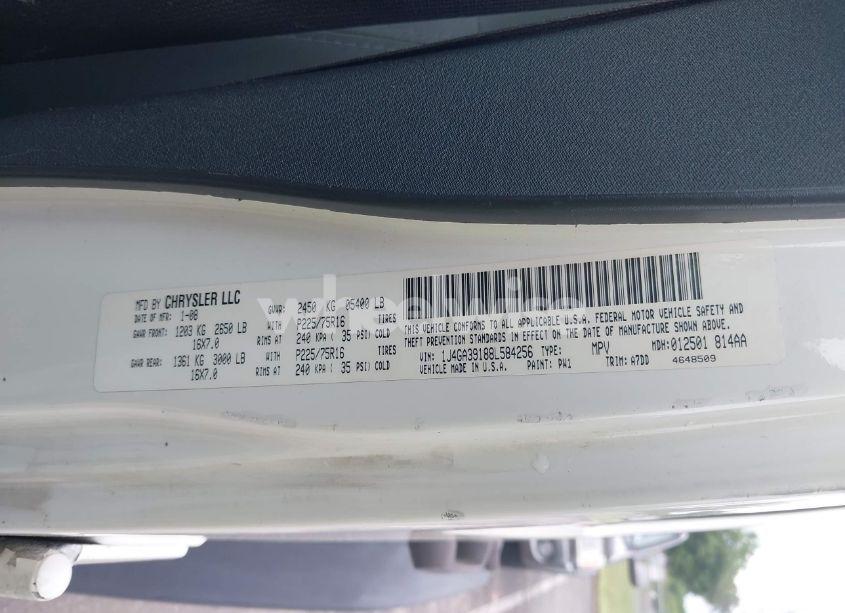 MFD BY CHRYSLER LLC
DATE OF MFR: 1-08
GVWR: 2450 KG 05400 LB
GAWR FRONT: 1203 KG 2650 LB
WITH P225/75R16 TIRES
16X7.0
RIMS AT 240 KPA ( 35 PSI) COLD
GAWR REAR: 1361 KG 3000 LB
WITH P225/75R16 TIRES
16X7.0
RIMS AT 240 KPA ( 35 PSI) COLD
THIS VEHICLE CONFORMS TO ALL APPLICABLE U.S.A. FEDERAL MOTOR VEHICLE SAFETY AND
THEFT PREVENTION STANDARDS IN EFFECT ON THE DATE OF MANUFACTURE SHOWN ABOVE.
VIN: 1J4GA39188L584256 TYPE: MPV MDH: 012501 814AA
VEHICLE MADE IN U.S.A. PAINT: PW1 TRIM: A7DD 4648509
wheelwise